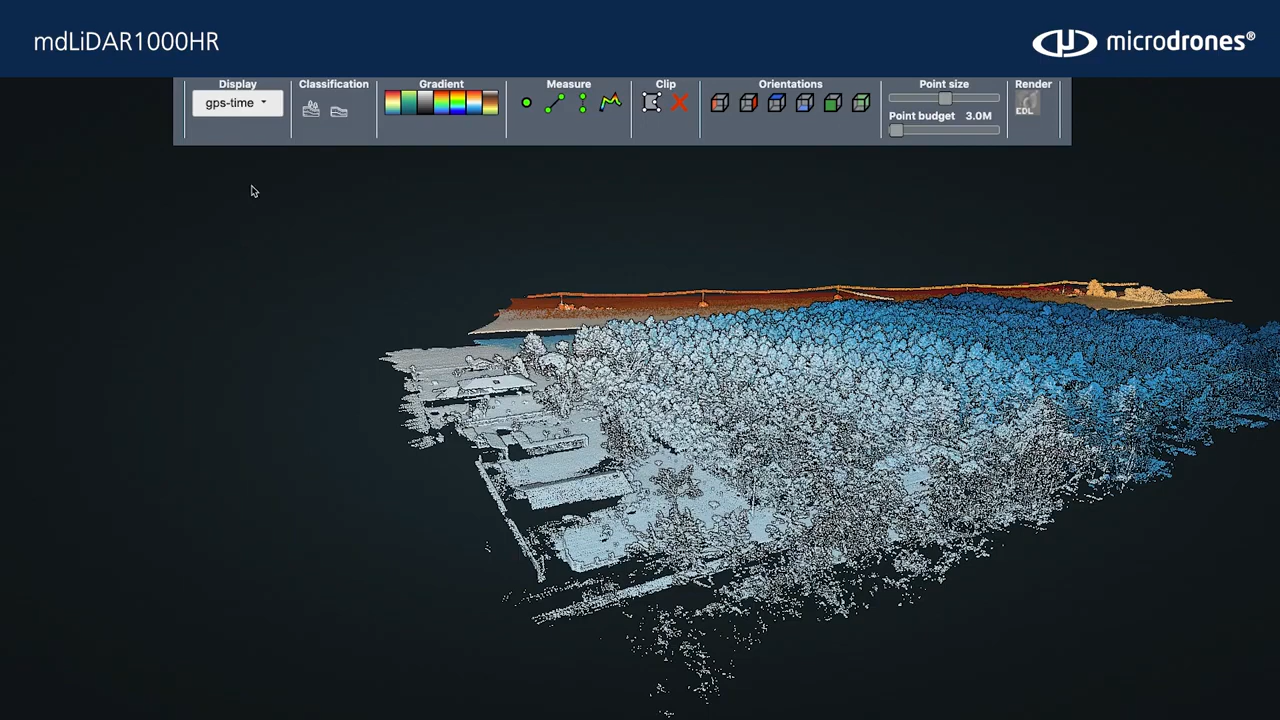 mdLiDAR1000HR
microdrones®
Display
Classification
Gradient
Measure
Clip
Orientations
Point size
Render
gps-time
EDL
Point budget 3.0M